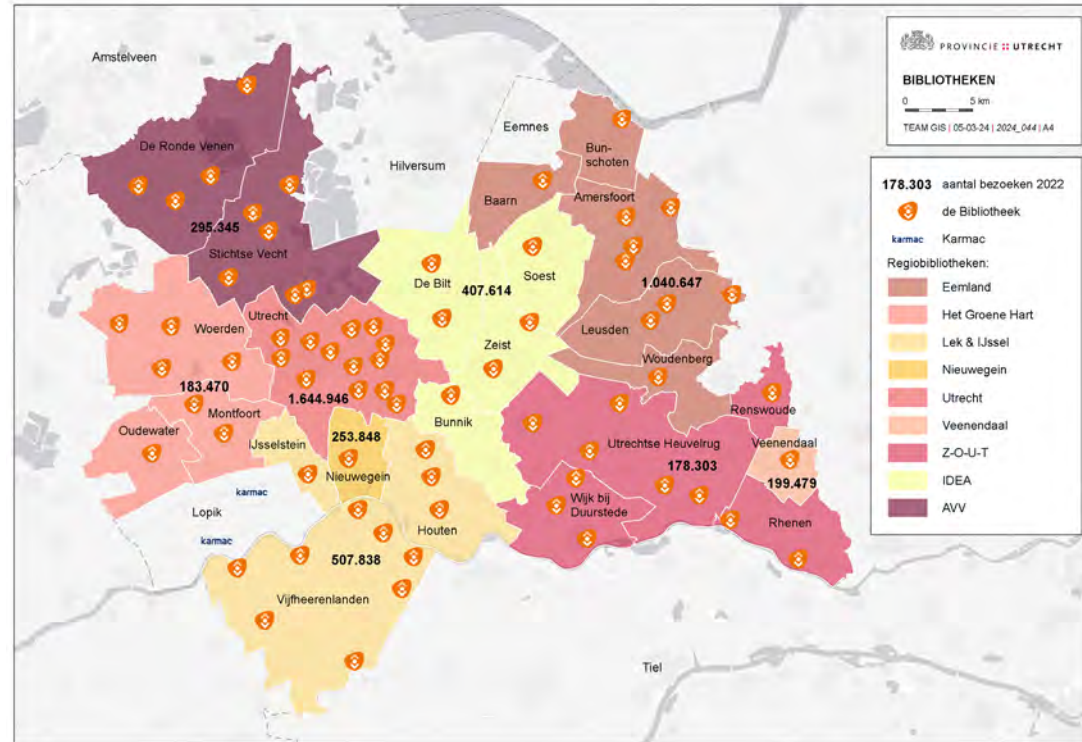 PROVINCIE :: UTRECHT
BIBLIOTHEKEN
0 5 km
TEAM GIS | 05-03-24 | 2024_044 | A4
178.303 aantal bezoeken 2022
de Bibliotheek
karmac Karmac
Regiobibliotheken:
Eemland
Het Groene Hart
Lek & IJssel
Nieuwegein
Utrecht
Veenendaal
Z-O-U-T
IDEA
AVV
Amstelveen
De Ronde Venen
295.345
Stichtse Vecht
Hilversum
Eemnes
Bun-
schoten
Baarn
Amersfoort
Soest
De Bilt
407.614
1.040.647
Leusden
Zeist
Woudenberg
Utrecht
Woerden
183.470
1.644.946
Montfoort
Oudewater
Bunnik
IJsselstein
253.848
Nieuwegein
Renswoude
Utrechtse Heuvelrug
Veenendaal
178.303
199.479
karmac
Lopik
karmac
Houten
Wijk bij
Duurstede
Rhenen
507.838
Vijfheerenlanden
Tiel